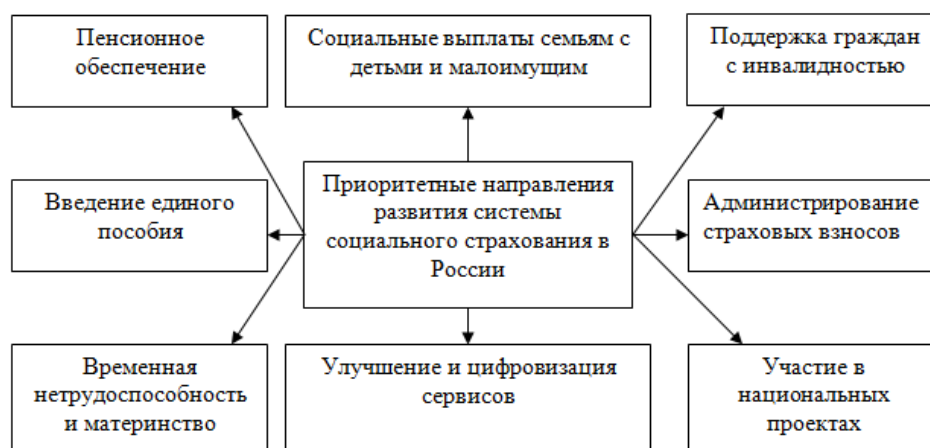 Пенсионное
обеспечение
Социальные выплаты семьям с
детьми и малоимущим
Поддержка граждан
с инвалидностью
Введение единого
пособия
Приоритетные направления
развития системы
социального страхования в
России
Администрирование
страховых взносов
Временная
нетрудоспособность
и материнство
Улучшение и цифровизация
сервисов
Участие в
национальных
проектах